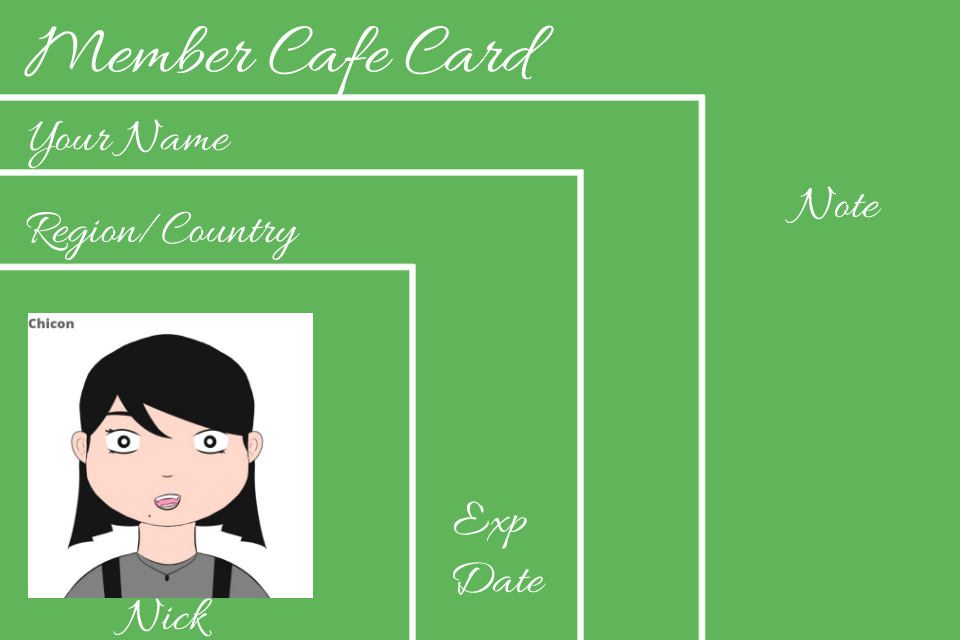 Member Cafe Card
Your Name
Note
Region/Country
Chicon
Exp
Date
Nick